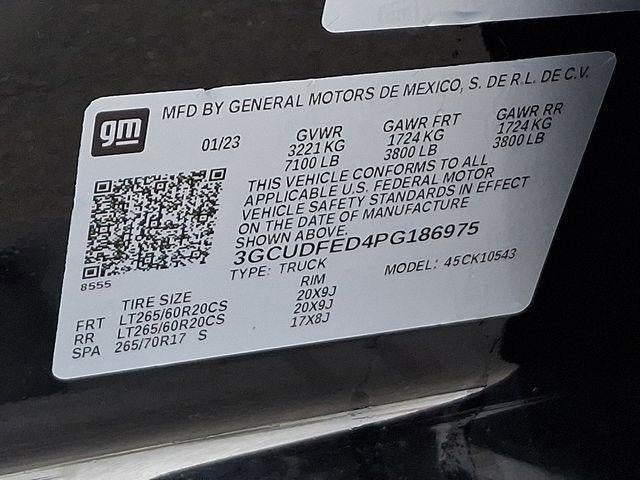 gm
MFD BY GENERAL MOTORS DE MEXICO, S. DE R.L. DE C.V.
01/23 GVWR GAWR FRT GAWR RR
3221 KG 1724 KG 1724 KG
7100 LB 3800 LB 3800 LB
THIS VEHICLE CONFORMS TO ALL
APPLICABLE U.S. FEDERAL MOTOR
VEHICLE SAFETY STANDARDS IN EFFECT
ON THE DATE OF MANUFACTURE
SHOWN ABOVE.
3GCUDFED4PG186975
TYPE: TRUCK MODEL: 45CK10543
8555
TIRE SIZE RIM
FRT LT265/60R20CS 20X9J
RR LT265/60R20CS 20X9J
SPA 265/70R17 S 17X8J